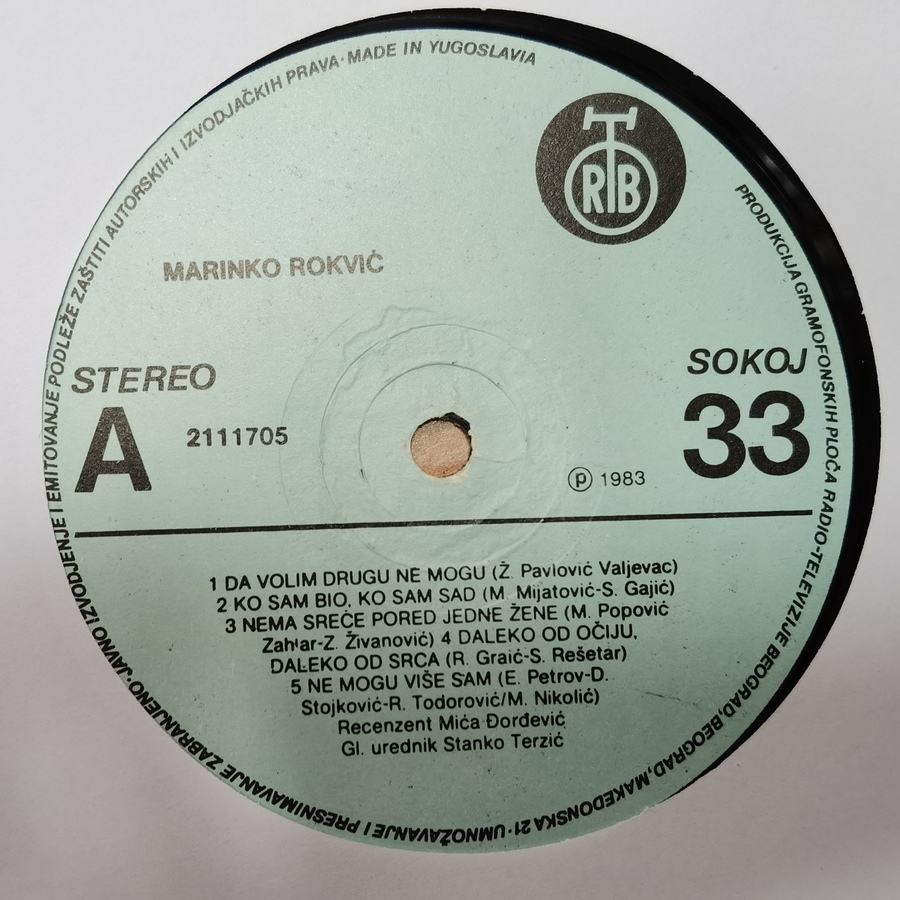 PRODUKCIJA GRAMOFONSKIH PLOČA RADIO-TELEVIZIJE BEOGRAD, BEOGRAD, MAKEDONSKA 21 · UMNOŽAVANJE I PRESNIMAVANJE ZABRANJENO · JAVNO IZVODJENJE I EMITOVANJE PODLEŽE ZAŠTITI AUTORSKIH I IZVODJAČKIH PRAVA · MADE IN YUGOSLAVIA
RTB
MARINKO ROKVIĆ
STEREO
A
2111705
SOKOJ
33
℗ 1983
1 DA VOLIM DRUGU NE MOGU (Ž. Pavlović Valjevac)
2 KO SAM BIO, KO SAM SAD (M. Mijatović-S. Gajić)
3 NEMA SREĆE PORED JEDNE ŽENE (M. Popović
Zahar-Z. Živanović) 4 DALEKO OD OČIJU,
DALEKO OD SRCA (R. Graić-S. Rešetar)
5 NE MOGU VIŠE SAM (E. Petrov-D.
Stojković-R. Todorović/M. Nikolić)
Recenzent Mića Đorđević
Gl. urednik Stanko Terzić